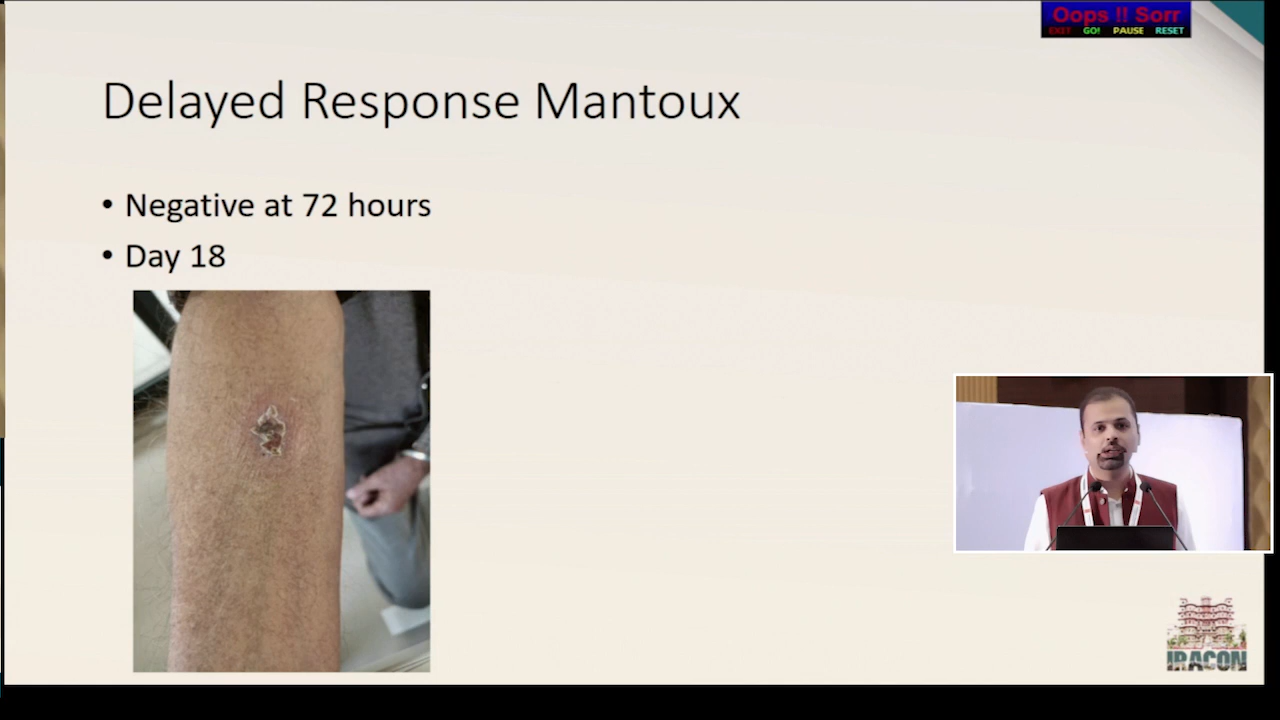 Oops !! Sorr
EXIT GO! PAUSE RESET
Delayed Response Mantoux
• Negative at 72 hours
• Day 18
IRACON